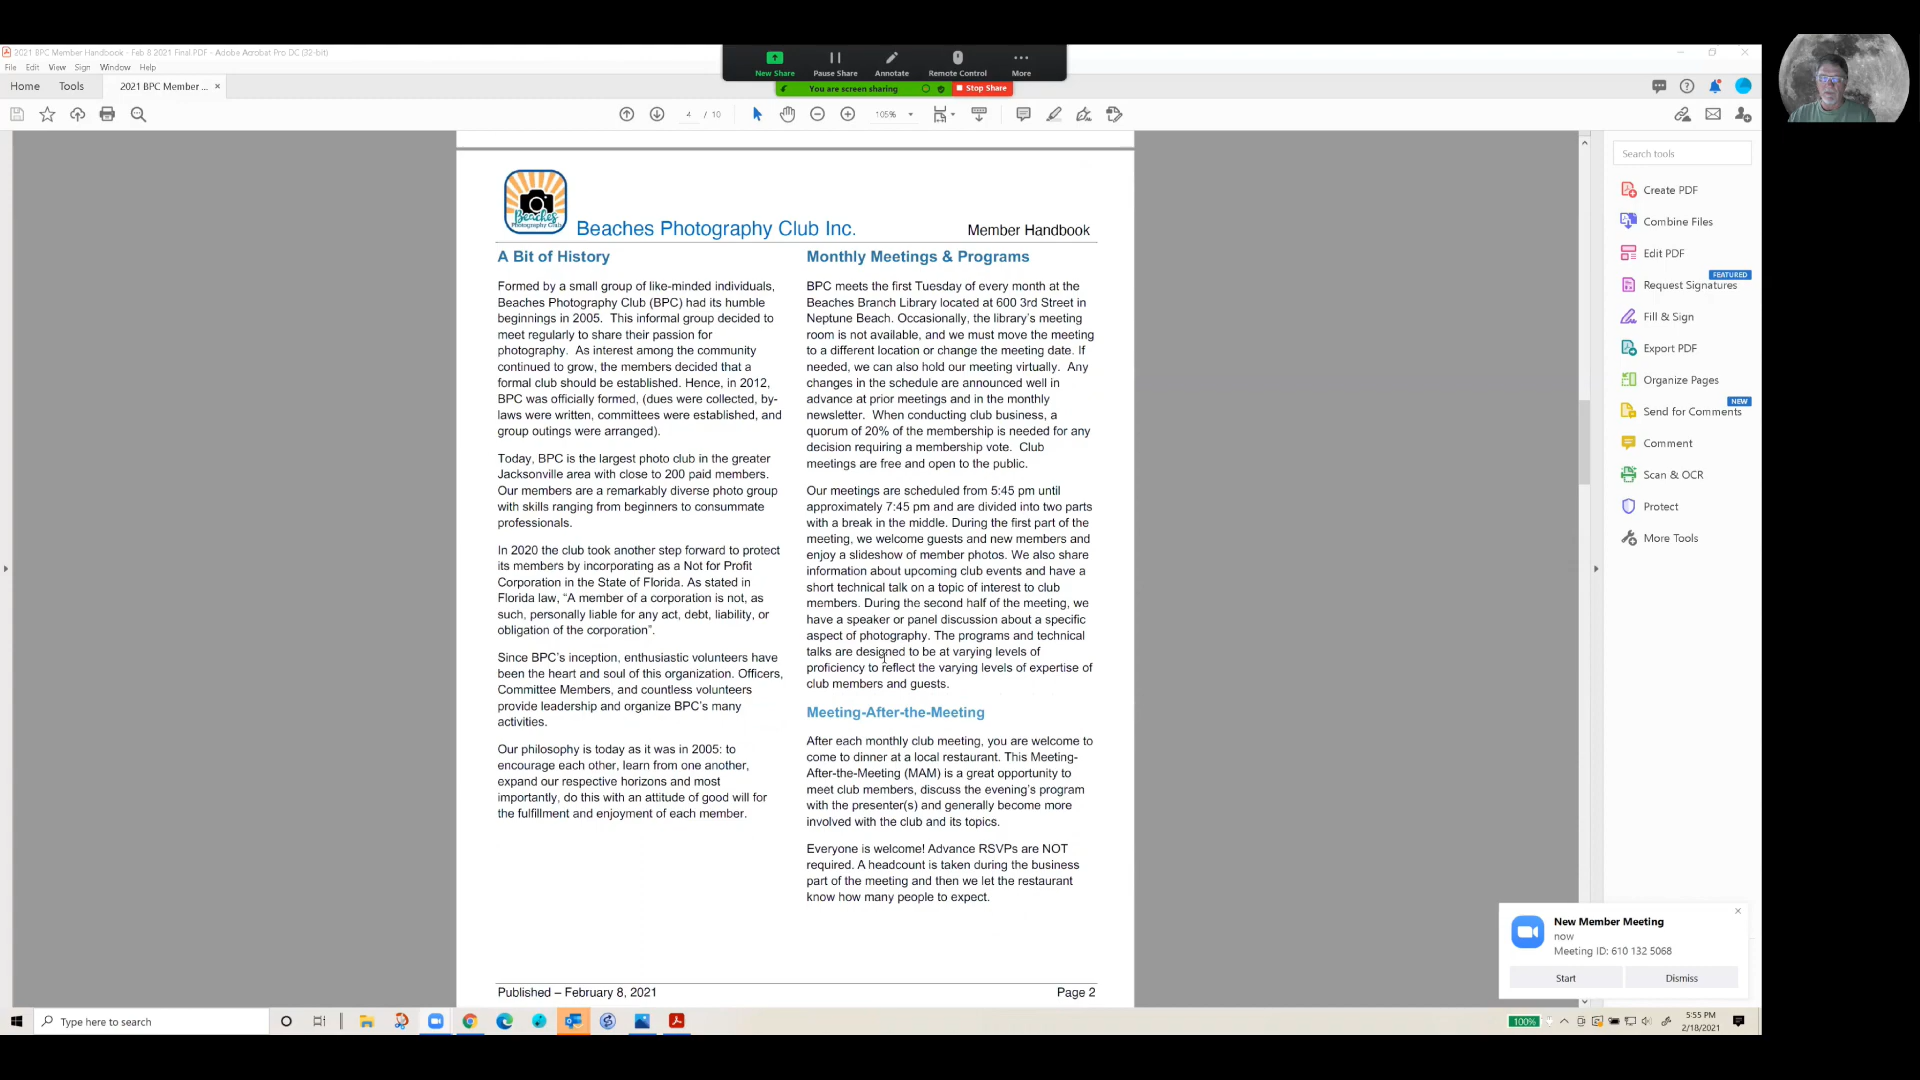 2021 BPC Member Handbook - Feb 8 2021 Final PDF - Adobe Acrobat Pro DC (32-bit)
File Edit View Sign Window Help
Home Tools 2021 BPC Member ... ×
New Share Pause Share Annotate Remote Control More
You are screen sharing Stop Share
4 / 10 105%
Beaches
Photography Club
Beaches Photography Club Inc. Member Handbook
A Bit of History
Formed by a small group of like-minded individuals,
Beaches Photography Club (BPC) had its humble
beginnings in 2005. This informal group decided to
meet regularly to share their passion for
photography. As interest among the community
continued to grow, the members decided that a
formal club should be established. Hence, in 2012,
BPC was officially formed, (dues were collected, by-
laws were written, committees were established, and
group outings were arranged).
Today, BPC is the largest photo club in the greater
Jacksonville area with close to 200 paid members.
Our members are a remarkably diverse photo group
with skills ranging from beginners to consummate
professionals.
In 2020 the club took another step forward to protect
its members by incorporating as a Not for Profit
Corporation in the State of Florida. As stated in
Florida law, “A member of a corporation is not, as
such, personally liable for any act, debt, liability, or
obligation of the corporation”.
Since BPC’s inception, enthusiastic volunteers have
been the heart and soul of this organization. Officers,
Committee Members, and countless volunteers
provide leadership and organize BPC’s many
activities.
Our philosophy is today as it was in 2005: to
encourage each other, learn from one another,
expand our respective horizons and most
importantly, do this with an attitude of good will for
the fulfillment and enjoyment of each member.
Monthly Meetings & Programs
BPC meets the first Tuesday of every month at the
Beaches Branch Library located at 600 3rd Street in
Neptune Beach. Occasionally, the library’s meeting
room is not available, and we must move the meeting
to a different location or change the meeting date. If
needed, we can also hold our meeting virtually. Any
changes in the schedule are announced well in
advance at prior meetings and in the monthly
newsletter. When conducting club business, a
quorum of 20% of the membership is needed for any
decision requiring a membership vote. Club
meetings are free and open to the public.
Our meetings are scheduled from 5:45 pm until
approximately 7:45 pm and are divided into two parts
with a break in the middle. During the first part of the
meeting, we welcome guests and new members and
enjoy a slideshow of member photos. We also share
information about upcoming club events and have a
short technical talk on a topic of interest to club
members. During the second half of the meeting, we
have a speaker or panel discussion about a specific
aspect of photography. The programs and technical
talks are designed to be at varying levels of
proficiency to reflect the varying levels of expertise of
club members and guests.
Meeting-After-the-Meeting
After each monthly club meeting, you are welcome to
come to dinner at a local restaurant. This Meeting-
After-the-Meeting (MAM) is a great opportunity to
meet club members, discuss the evening’s program
with the presenter(s) and generally become more
involved with the club and its topics.
Everyone is welcome! Advance RSVPs are NOT
required. A headcount is taken during the business
part of the meeting and then we let the restaurant
know how many people to expect.
Published – February 8, 2021 Page 2
Search tools
Create PDF
Combine Files
Edit PDF
FEATURED
Request Signatures
Fill & Sign
Export PDF
Organize Pages
NEW
Send for Comments
Comment
Scan & OCR
Protect
More Tools
New Member Meeting
now
Meeting ID: 610 132 5068
Start Dismiss
Type here to search
100%
5:55 PM
2/18/2021